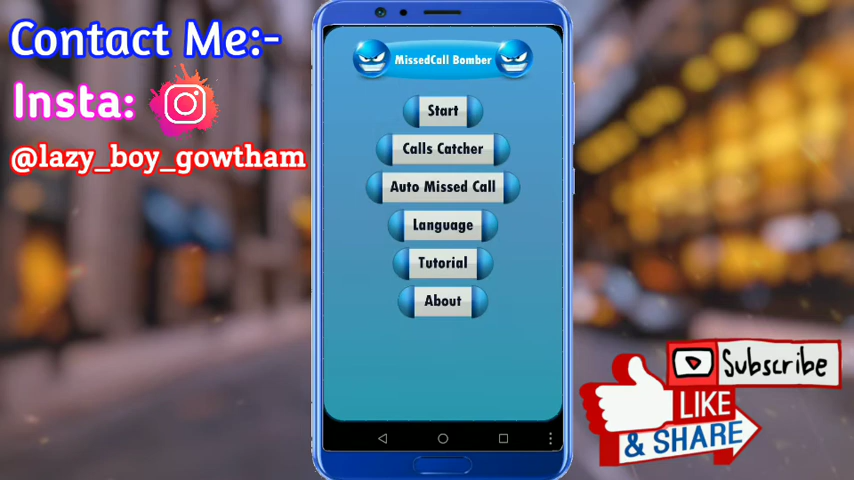 Contact Me:-
Insta:
@lazy_boy_gowtham
MissedCall Bomber
Start
Calls Catcher
Auto Missed Call
Language
Tutorial
About
Subscribe
LIKE
& SHARE